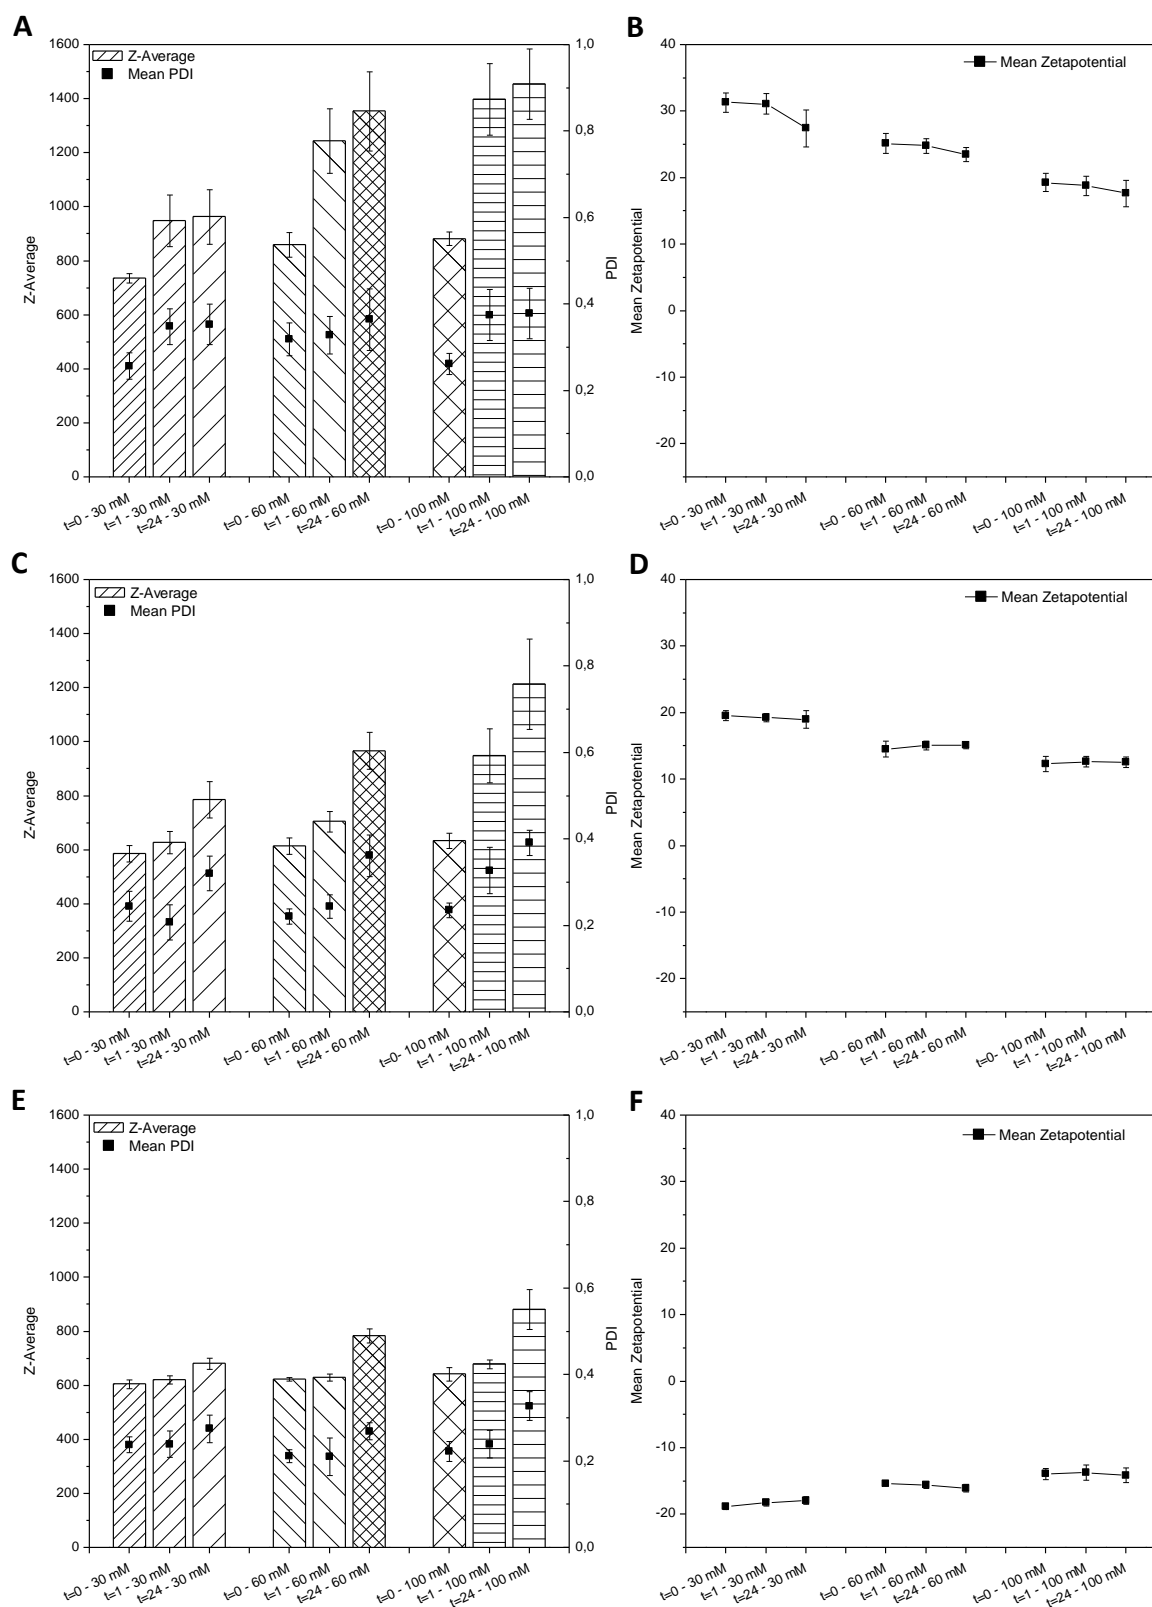 A
1600
1400
1200
1000
800
600
400
200
0
Z-Average
Z-Average
Mean PDI
1,0
0,8
0,6
0,4
0,2
0,0
PDI
t=0 - 30 mM
t=1 - 30 mM
t=24 - 30 mM
t=0 - 60 mM
t=1 - 60 mM
t=24 - 60 mM
t=0 - 100 mM
t=1 - 100 mM
t=24 - 100 mM
B
40
30
20
10
0
-10
-20
Mean Zetapotential
Mean Zetapotential
t=0 - 30 mM
t=1 - 30 mM
t=24 - 30 mM
t=0 - 60 mM
t=1 - 60 mM
t=24 - 60 mM
t=0 - 100 mM
t=1 - 100 mM
t=24 - 100 mM
C
1600
1400
1200
1000
800
600
400
200
0
Z-Average
Z-Average
Mean PDI
1,0
0,8
0,6
0,4
0,2
0,0
PDI
t=0 - 30 mM
t=1 - 30 mM
t=24 - 30 mM
t=0 - 60 mM
t=1 - 60 mM
t=24 - 60 mM
t=0- 100 mM
t=1 - 100 mM
t=24 - 100 mM
D
40
30
20
10
0
-10
-20
Mean Zetapotential
Mean Zetapotential
t=0 - 30 mM
t=1 - 30 mM
t=24 - 30 mM
t=0 - 60 mM
t=1 - 60 mM
t=24 - 60 mM
t=0- 100 mM
t=1 - 100 mM
t=24 - 100 mM
E
1600
1400
1200
1000
800
600
400
200
0
Z-Average
Z-Average
Mean PDI
1,0
0,8
0,6
0,4
0,2
0,0
PDI
t=0 - 30 mM
t=1 - 30 mM
t=24 - 30 mM
t=0 - 60 mM
t=1 - 60 mM
t=24 - 60 mM
t=0 - 100 mM
t=1 - 100 mM
t=24 - 100 mM
F
40
30
20
10
0
-10
-20
Mean Zetapotential
Mean Zetapotential
t=0 - 30 mM
t=1 - 30 mM
t=24 - 30 mM
t=0 - 60 mM
t=1 - 60 mM
t=24 - 60 mM
t=0 - 100 mM
t=1 - 100 mM
t=24 - 100 mM